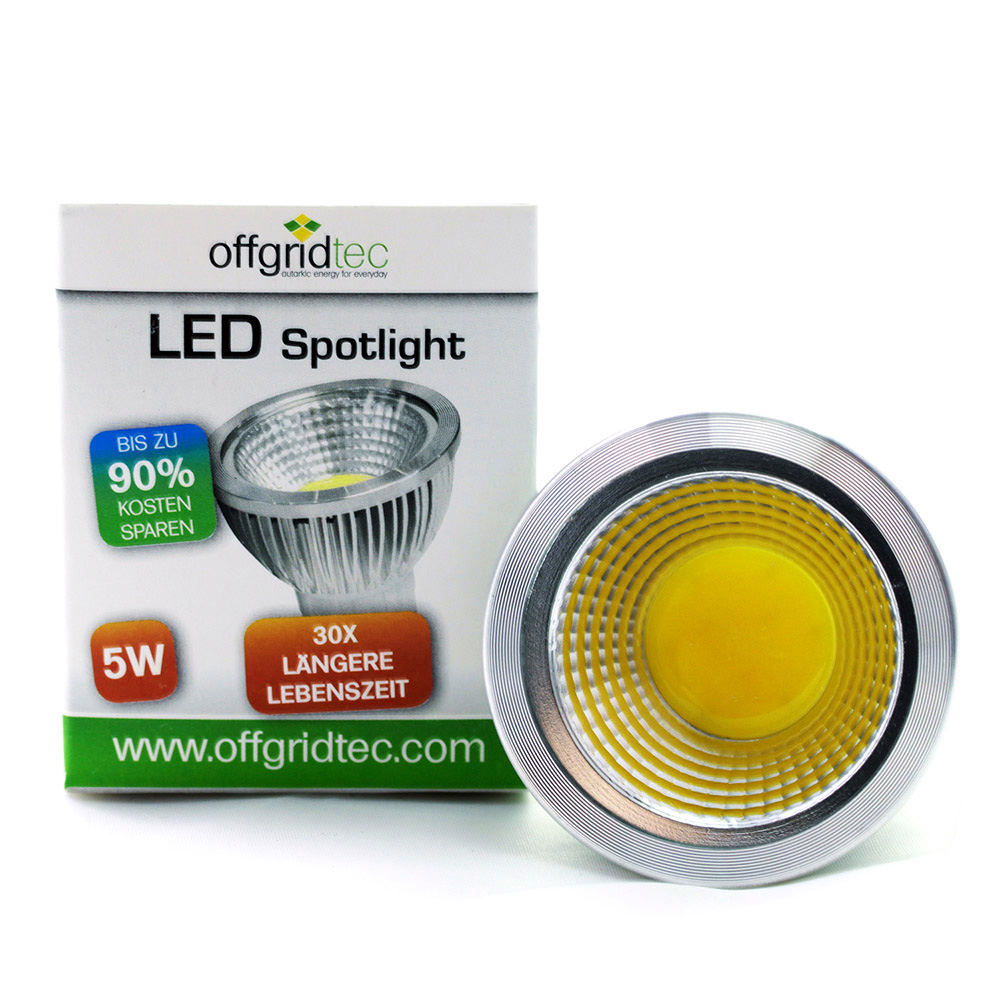 offgridtec
autarkic energy for everyday
LED Spotlight
BIS ZU
90%
KOSTEN
SPAREN
5W
30X
LÄNGERE
LEBENSZEIT
www.offgridtec.com